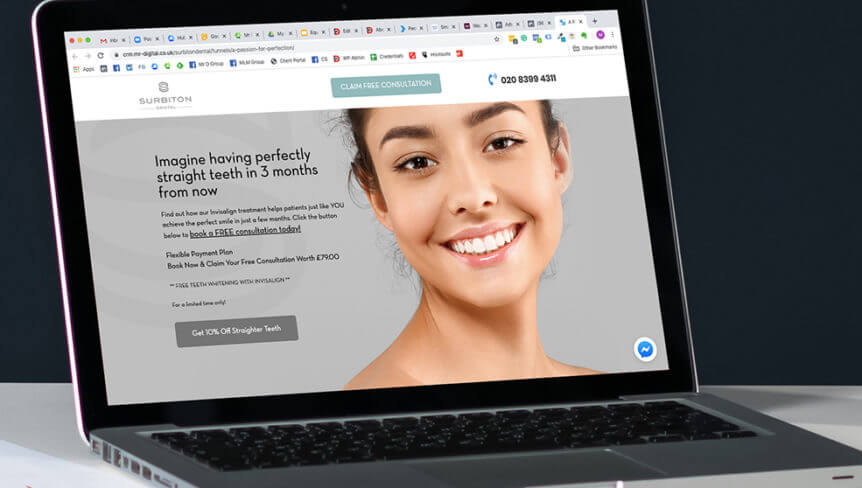 crm.mr-digital.co.uk/surbitondental/funnels/a-passion-for-perfection/
Apps
FB
Mr D Group
MLM Group
Client Portal
CS
WP Admin
Credentials
Hootsuite
Other Bookmarks
SURBITON
DENTAL
CLAIM FREE CONSULTATION
020 8399 4311
Imagine having perfectly
straight teeth in 3 months
from now
Find out how our Invisalign treatment helps patients just like YOU
achieve the perfect smile in just a few months. Click the button
below to book a FREE consultation today!
Flexible Payment Plan
Book Now & Claim Your Free Consultation Worth £79.00
** FREE TEETH WHITENING WITH INVISALIGN **
For a limited time only!
Get 10% Off Straighter Teeth